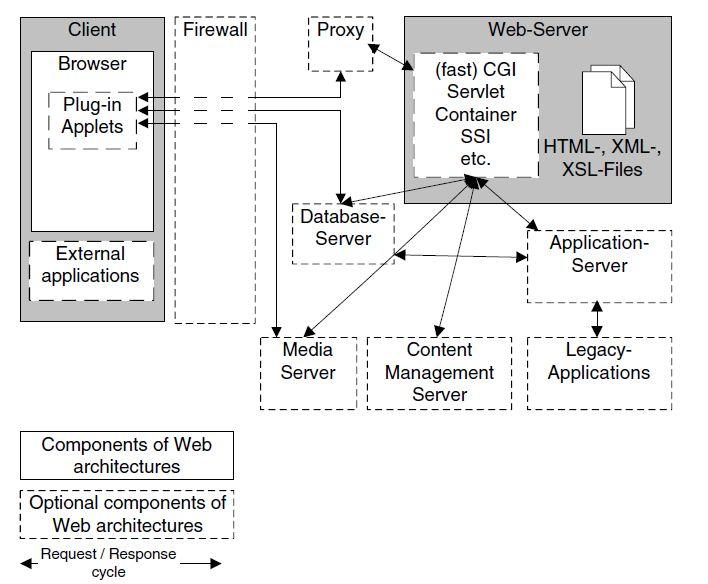 Client
Firewall
Proxy
Web-Server
Browser
Plug-in
Applets
(fast) CGI
Servlet
Container
SSI
etc.
HTML-, XML-,
XSL-Files
External
applications
Database-
Server
Application-
Server
Media
Server
Content
Management
Server
Legacy-
Applications
Components of Web
architectures
Optional components of
Web architectures
Request / Response
cycle